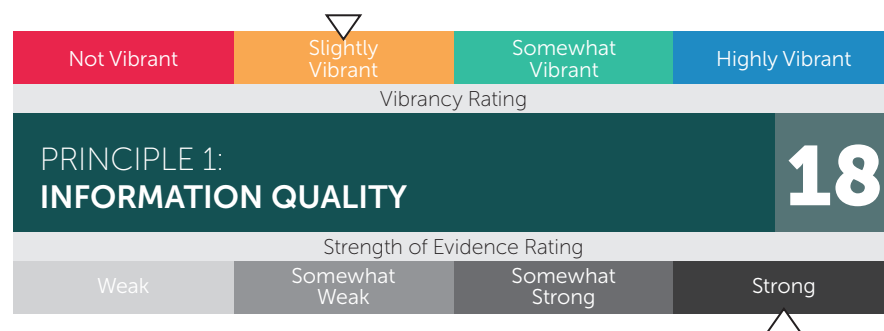 Not Vibrant
Slightly
Vibrant
Somewhat
Vibrant
Highly Vibrant
Vibrancy Rating
PRINCIPLE 1:
INFORMATION QUALITY
18
Strength of Evidence Rating
Weak
Somewhat
Weak
Somewhat
Strong
Strong